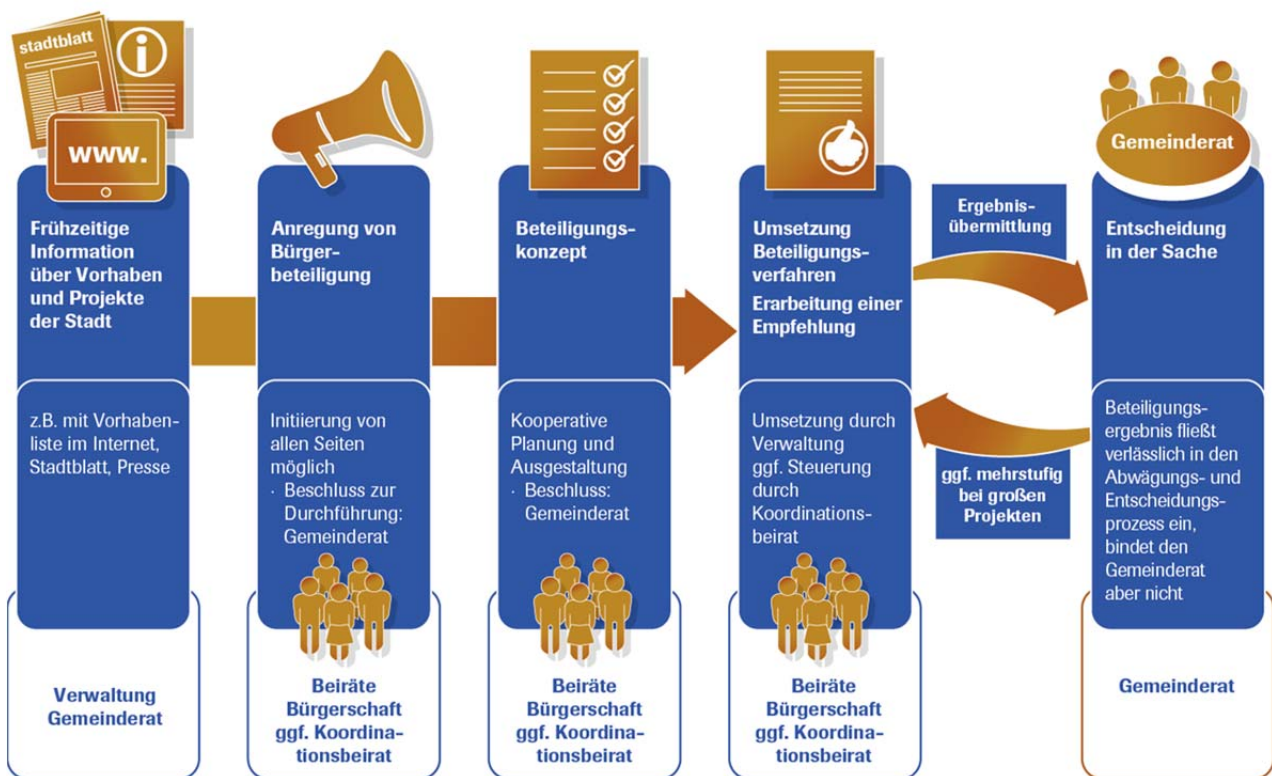 stadtblatt
www.
Frühzeitige
Information
über Vorhaben
und Projekte
der Stadt
z.B. mit Vorhaben-
liste im Internet,
Stadtblatt, Presse
Verwaltung
Gemeinderat
Anregung von
Bürger-
beteiligung
Initiierung von
allen Seiten
möglich
· Beschluss zur
Durchführung:
Gemeinderat
Beiräte
Bürgerschaft
ggf. Koordina-
tionsbeirat
Beteiligungs-
konzept
Kooperative
Planung und
Ausgestaltung
· Beschluss:
Gemeinderat
Beiräte
Bürgerschaft
ggf. Koordina-
tionsbeirat
Umsetzung
Beteiligungs-
verfahren
Erarbeitung einer
Empfehlung
Umsetzung durch
Verwaltung
ggf. Steuerung
durch
Koordinations-
beirat
Beiräte
Bürgerschaft
ggf. Koordina-
tionsbeirat
Ergebnis-
übermittlung
ggf. mehrstufig
bei großen
Projekten
Gemeinderat
Entscheidung
in der Sache
Beteiligungs-
ergebnis fließt
verlässlich in den
Abwägungs- und
Entscheidungs-
prozess ein,
bindet den
Gemeinderat
aber nicht
Gemeinderat